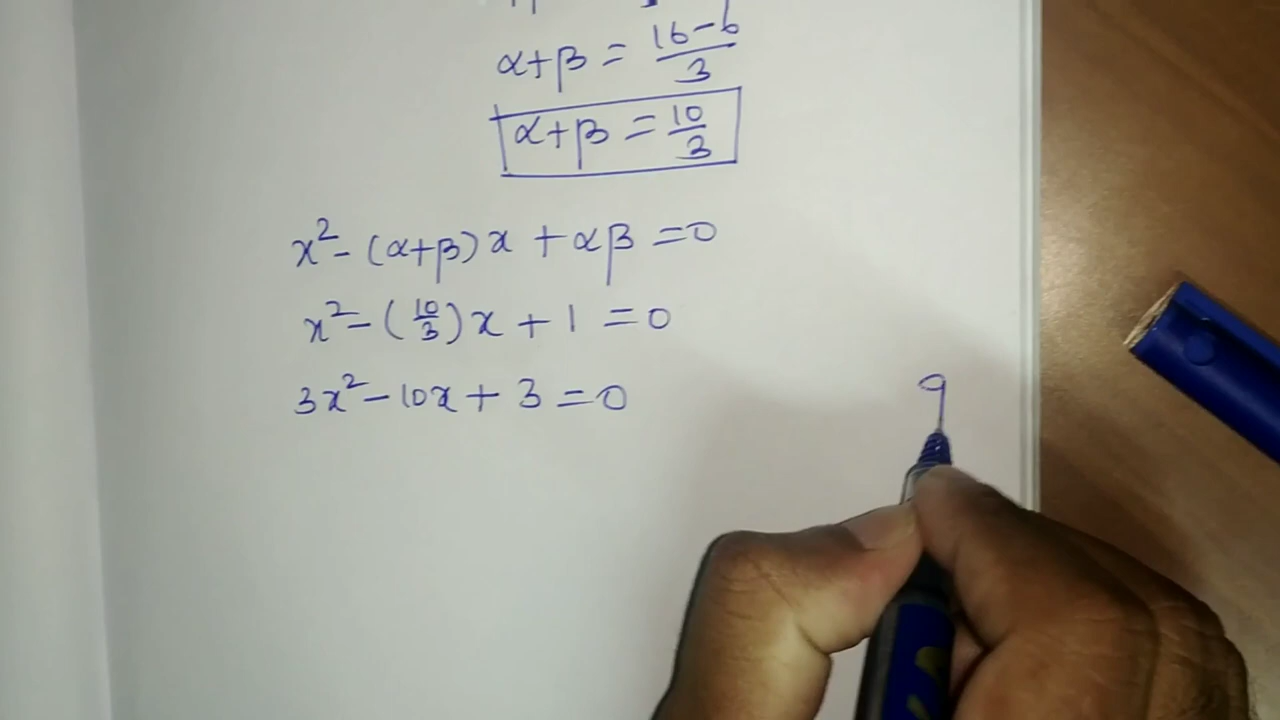 α+β = 16-6/3
α+β = 10/3
x² - (α+β)x + αβ = 0
x² - (10/3)x + 1 = 0
3x² - 10x + 3 = 0
9